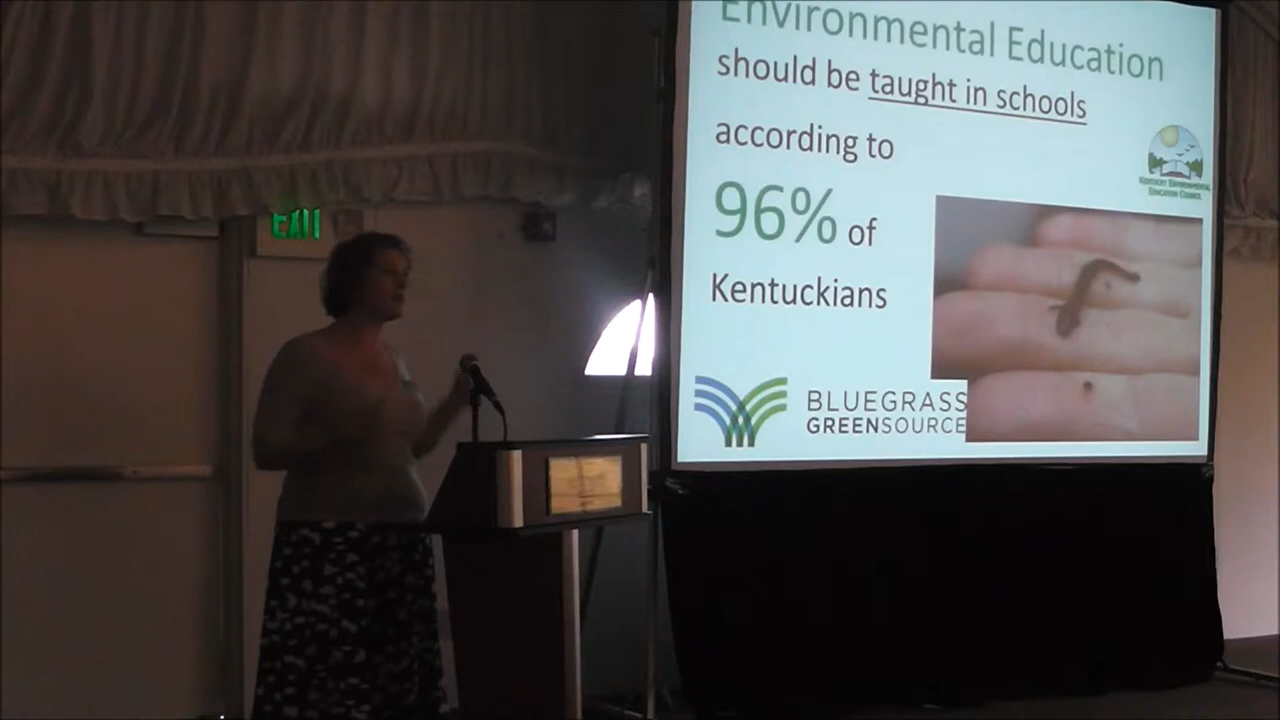 Environmental Education
should be taught in schools
according to
96% of
Kentuckians
KENTUCKY ENVIRONMENTAL
EDUCATION COUNCIL
BLUEGRASS
GREENSOURCE
EXIT